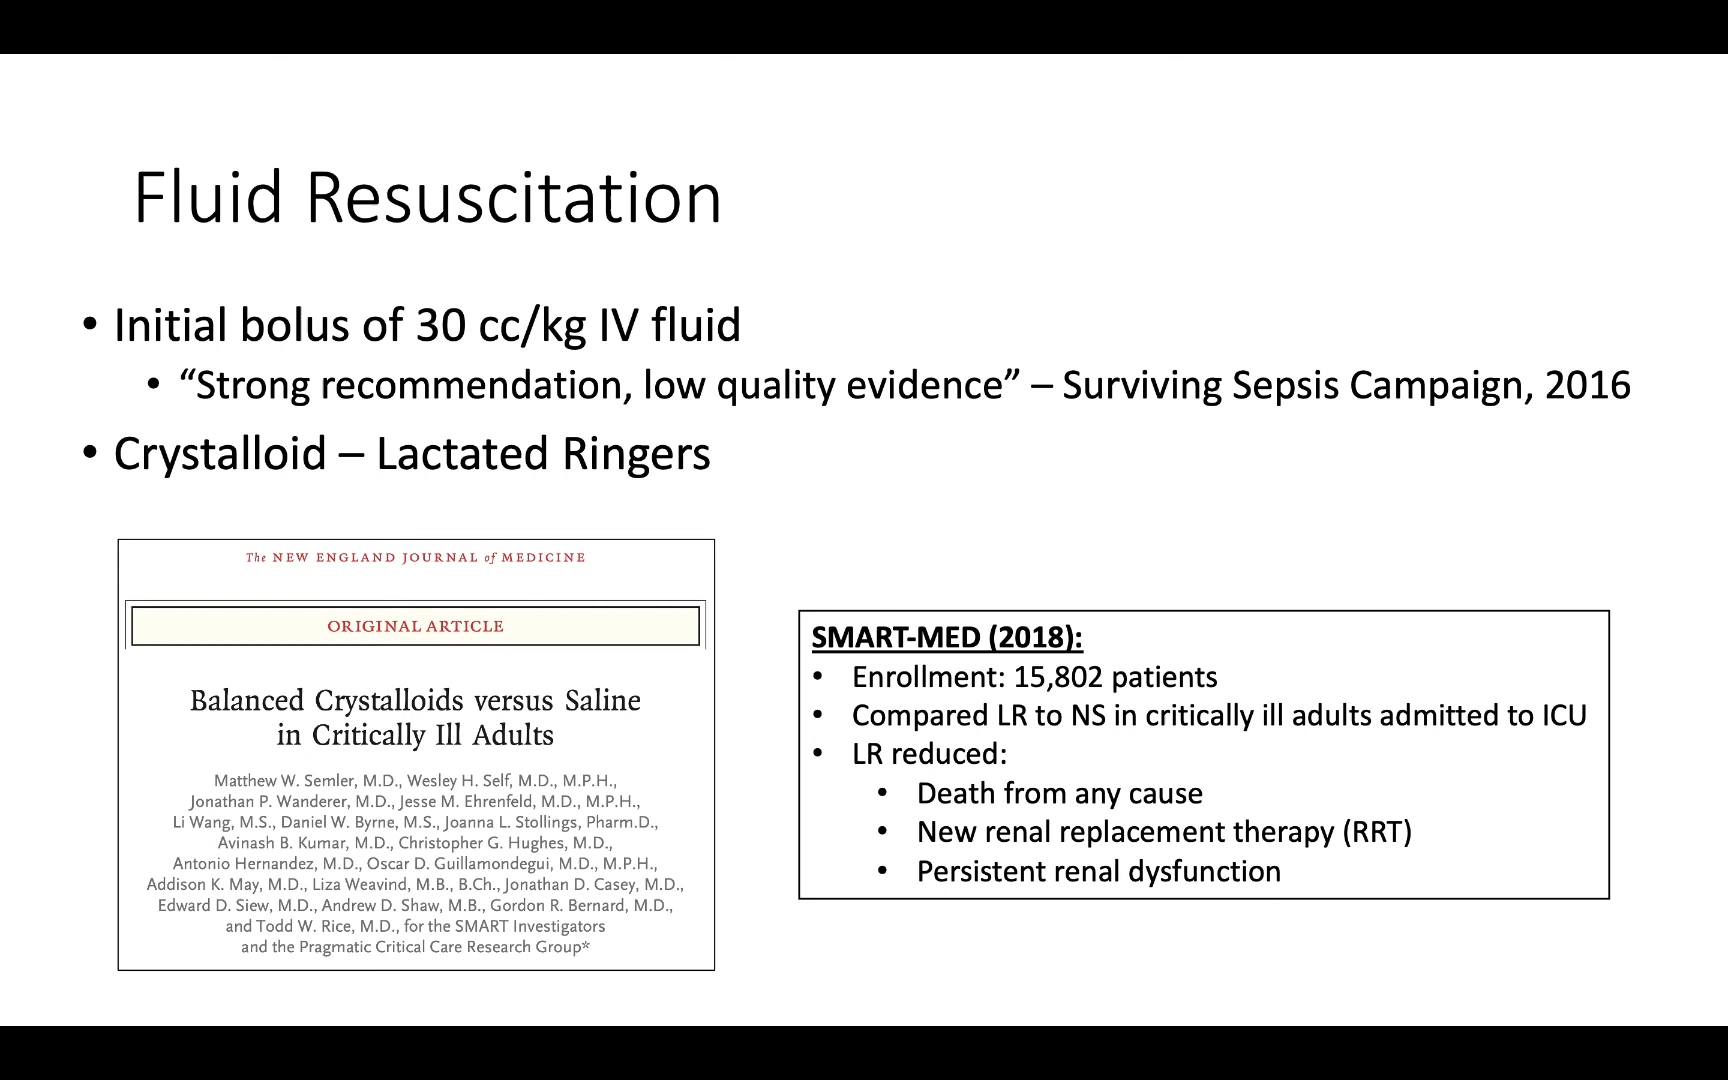 Fluid Resuscitation
• Initial bolus of 30 cc/kg IV fluid
• “Strong recommendation, low quality evidence” – Surviving Sepsis Campaign, 2016
• Crystalloid – Lactated Ringers
The NEW ENGLAND JOURNAL of MEDICINE
ORIGINAL ARTICLE
Balanced Crystalloids versus Saline
in Critically Ill Adults
Matthew W. Semler, M.D., Wesley H. Self, M.D., M.P.H.,
Jonathan P. Wanderer, M.D., Jesse M. Ehrenfeld, M.D., M.P.H.,
Li Wang, M.S., Daniel W. Byrne, M.S., Joanna L. Stollings, Pharm.D.,
Avinash B. Kumar, M.D., Christopher G. Hughes, M.D.,
Antonio Hernandez, M.D., Oscar D. Guillamondegui, M.D., M.P.H.,
Addison K. May, M.D., Liza Weavind, M.B., B.Ch., Jonathan D. Casey, M.D.,
Edward D. Siew, M.D., Andrew D. Shaw, M.B., Gordon R. Bernard, M.D.,
and Todd W. Rice, M.D., for the SMART Investigators
and the Pragmatic Critical Care Research Group*
SMART-MED (2018):
• Enrollment: 15,802 patients
• Compared LR to NS in critically ill adults admitted to ICU
• LR reduced:
• Death from any cause
• New renal replacement therapy (RRT)
• Persistent renal dysfunction